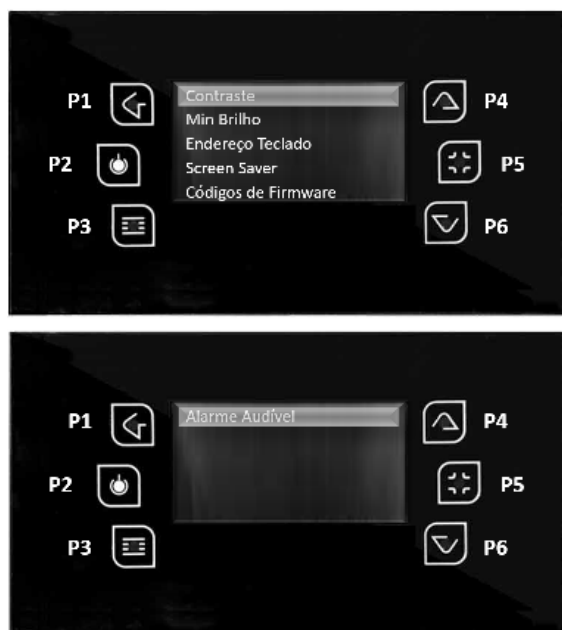 P1
Contraste
P4
Min Brilho
Endereço Teclado
P2
Screen Saver
P5
Códigos de Firmware
P3
P6
P1
Alarme Audível
P4
P2
P5
P3
P6